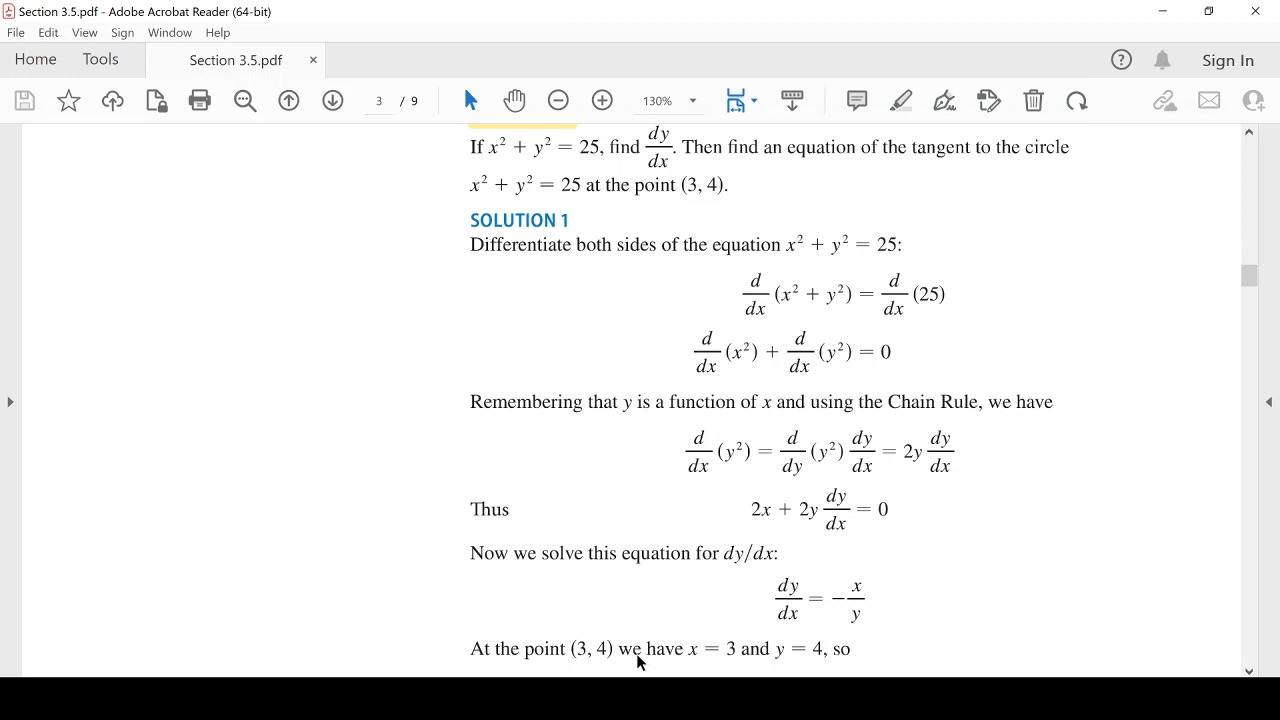 Section 3.5.pdf - Adobe Acrobat Reader (64-bit)
File Edit View Sign Window Help
Home Tools Section 3.5.pdf × ? Sign In
3 / 9 130%
If x² + y² = 25, find dy/dx. Then find an equation of the tangent to the circle
x² + y² = 25 at the point (3, 4).
SOLUTION 1
Differentiate both sides of the equation x² + y² = 25:
d/dx (x² + y²) = d/dx (25)
d/dx (x²) + d/dx (y²) = 0
Remembering that y is a function of x and using the Chain Rule, we have
d/dx (y²) = d/dy (y²) dy/dx = 2y dy/dx
Thus 2x + 2y dy/dx = 0
Now we solve this equation for dy/dx:
dy/dx = −x/y
At the point (3, 4) we have x = 3 and y = 4, so